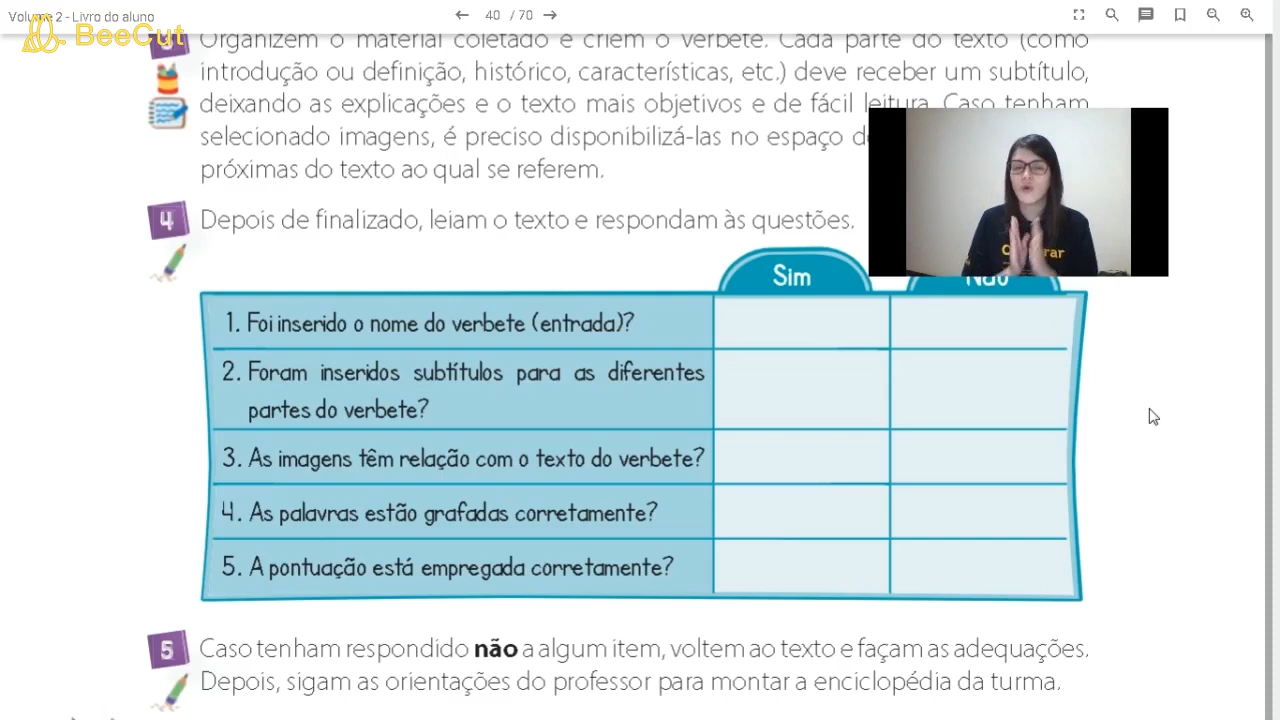 Volume 2 - Livro do aluno
40 / 70
BeeCut
3
Organizem o material coletado e criem o verbete. Cada parte do texto (como
introdução ou definição, histórico, características, etc.) deve receber um subtítulo,
deixando as explicações e o texto mais objetivos e de fácil leitura. Caso tenham
selecionado imagens, é preciso disponibilizá-las no espaço
próximas do texto ao qual se referem.
4
Depois de finalizado, leiam o texto e respondam às questões.
Sim
Não
1. Foi inserido o nome do verbete (entrada)?
2. Foram inseridos subtítulos para as diferentes
partes do verbete?
3. As imagens têm relação com o texto do verbete?
4. As palavras estão grafadas corretamente?
5. A pontuação está empregada corretamente?
5
Caso tenham respondido não a algum item, voltem ao texto e façam as adequações.
Depois, sigam as orientações do professor para montar a enciclopédia da turma.